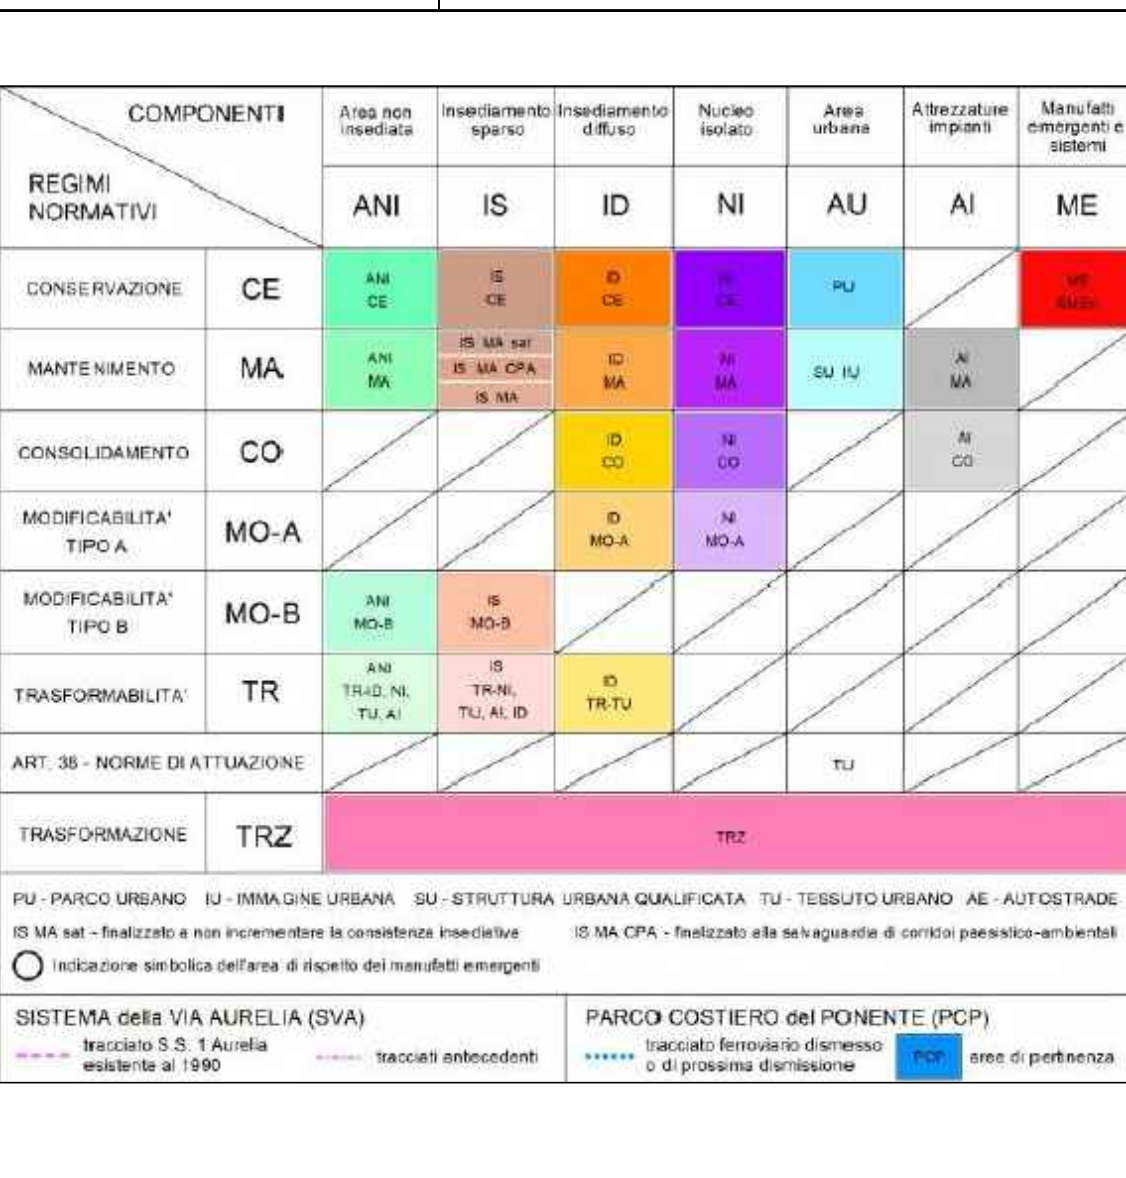 COMPONENTI
REGIMI
NORMATIVI
Area non
insediata
Insediamento
sparso
Insediamento
diffuso
Nucleo
isolato
Area
urbana
Attrezzature
impianti
Manufatti
emergenti e
sistemi
ANI IS ID NI AU AI ME
CONSERVAZIONE CE
ANI
CE
IS
CE
ID
CE
NI
CE
PU
ME
MANTENIMENTO MA
ANI
MA
IS MA sat
IS MA CPA
IS MA
ID
MA
NI
MA
SU IU
AI
MA
CONSOLIDAMENTO CO
ID
CO
NI
CO
AI
CO
MODIFICABILITA'
TIPO A
MO-A
ID
MO-A
NI
MO-A
MODIFICABILITA'
TIPO B
MO-B
ANI
MO-B
IS
MO-B
TRASFORMABILITA' TR
ANI
TR-ID, NI,
TU, AI
IS
TR-NI,
TU, AI, ID
ID
TR-TU
ART. 38 - NORME DI ATTUAZIONE
TU
TRASFORMAZIONE TRZ
TRZ
PU - PARCO URBANO IU - IMMAGINE URBANA SU - STRUTTURA URBANA QUALIFICATA TU - TESSUTO URBANO AE - AUTOSTRADE
IS MA sat - finalizzato a non incrementare la consistenza insediativa IS MA CPA - finalizzato alla salvaguardia di corridoi paesistico-ambientali
Indicazione simbolica dell'area di rispetto dei manufatti emergenti
SISTEMA della VIA AURELIA (SVA)
tracciato S.S. 1 Aurelia
esistente al 1990
tracciati antecedenti
PARCO COSTIERO del PONENTE (PCP)
tracciato ferroviario dismesso
o di prossima dismissione
PCP
aree di pertinenza